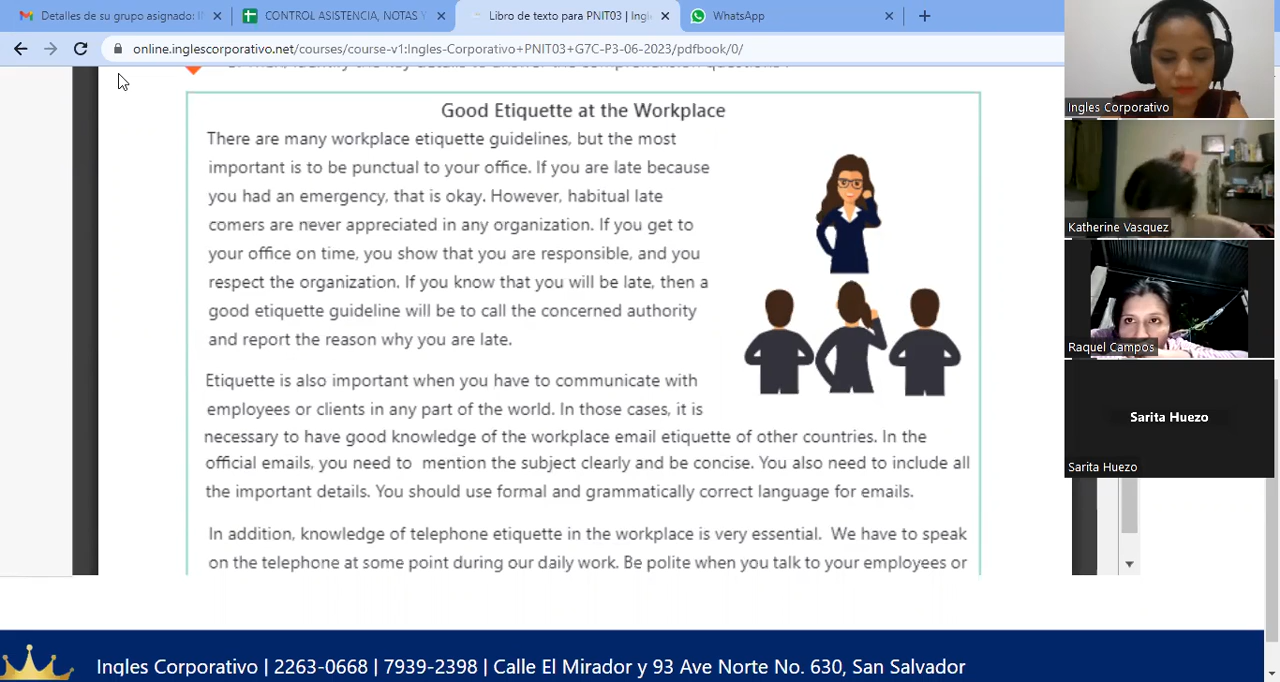 Detalles de su grupo asignado: I
CONTROL ASISTENCIA, NOTAS Y
Libro de texto para PNIT03 | Ingl
WhatsApp
online.inglescorporativo.net/courses/course-v1:Ingles-Corporativo+PNIT03+G7C-P3-06-2023/pdfbook/0/
identify the key details to answer the comprehension questions
Good Etiquette at the Workplace
There are many workplace etiquette guidelines, but the most
important is to be punctual to your office. If you are late because
you had an emergency, that is okay. However, habitual late
comers are never appreciated in any organization. If you get to
your office on time, you show that you are responsible, and you
respect the organization. If you know that you will be late, then a
good etiquette guideline will be to call the concerned authority
and report the reason why you are late.
Etiquette is also important when you have to communicate with
employees or clients in any part of the world. In those cases, it is
necessary to have good knowledge of the workplace email etiquette of other countries. In the
official emails, you need to mention the subject clearly and be concise. You also need to include all
the important details. You should use formal and grammatically correct language for emails.
In addition, knowledge of telephone etiquette in the workplace is very essential. We have to speak
on the telephone at some point during our daily work. Be polite when you talk to your employees or
Ingles Corporativo
Katherine Vasquez
Raquel Campos
Sarita Huezo
Sarita Huezo
Ingles Corporativo | 2263-0668 | 7939-2398 | Calle El Mirador y 93 Ave Norte No. 630, San Salvador